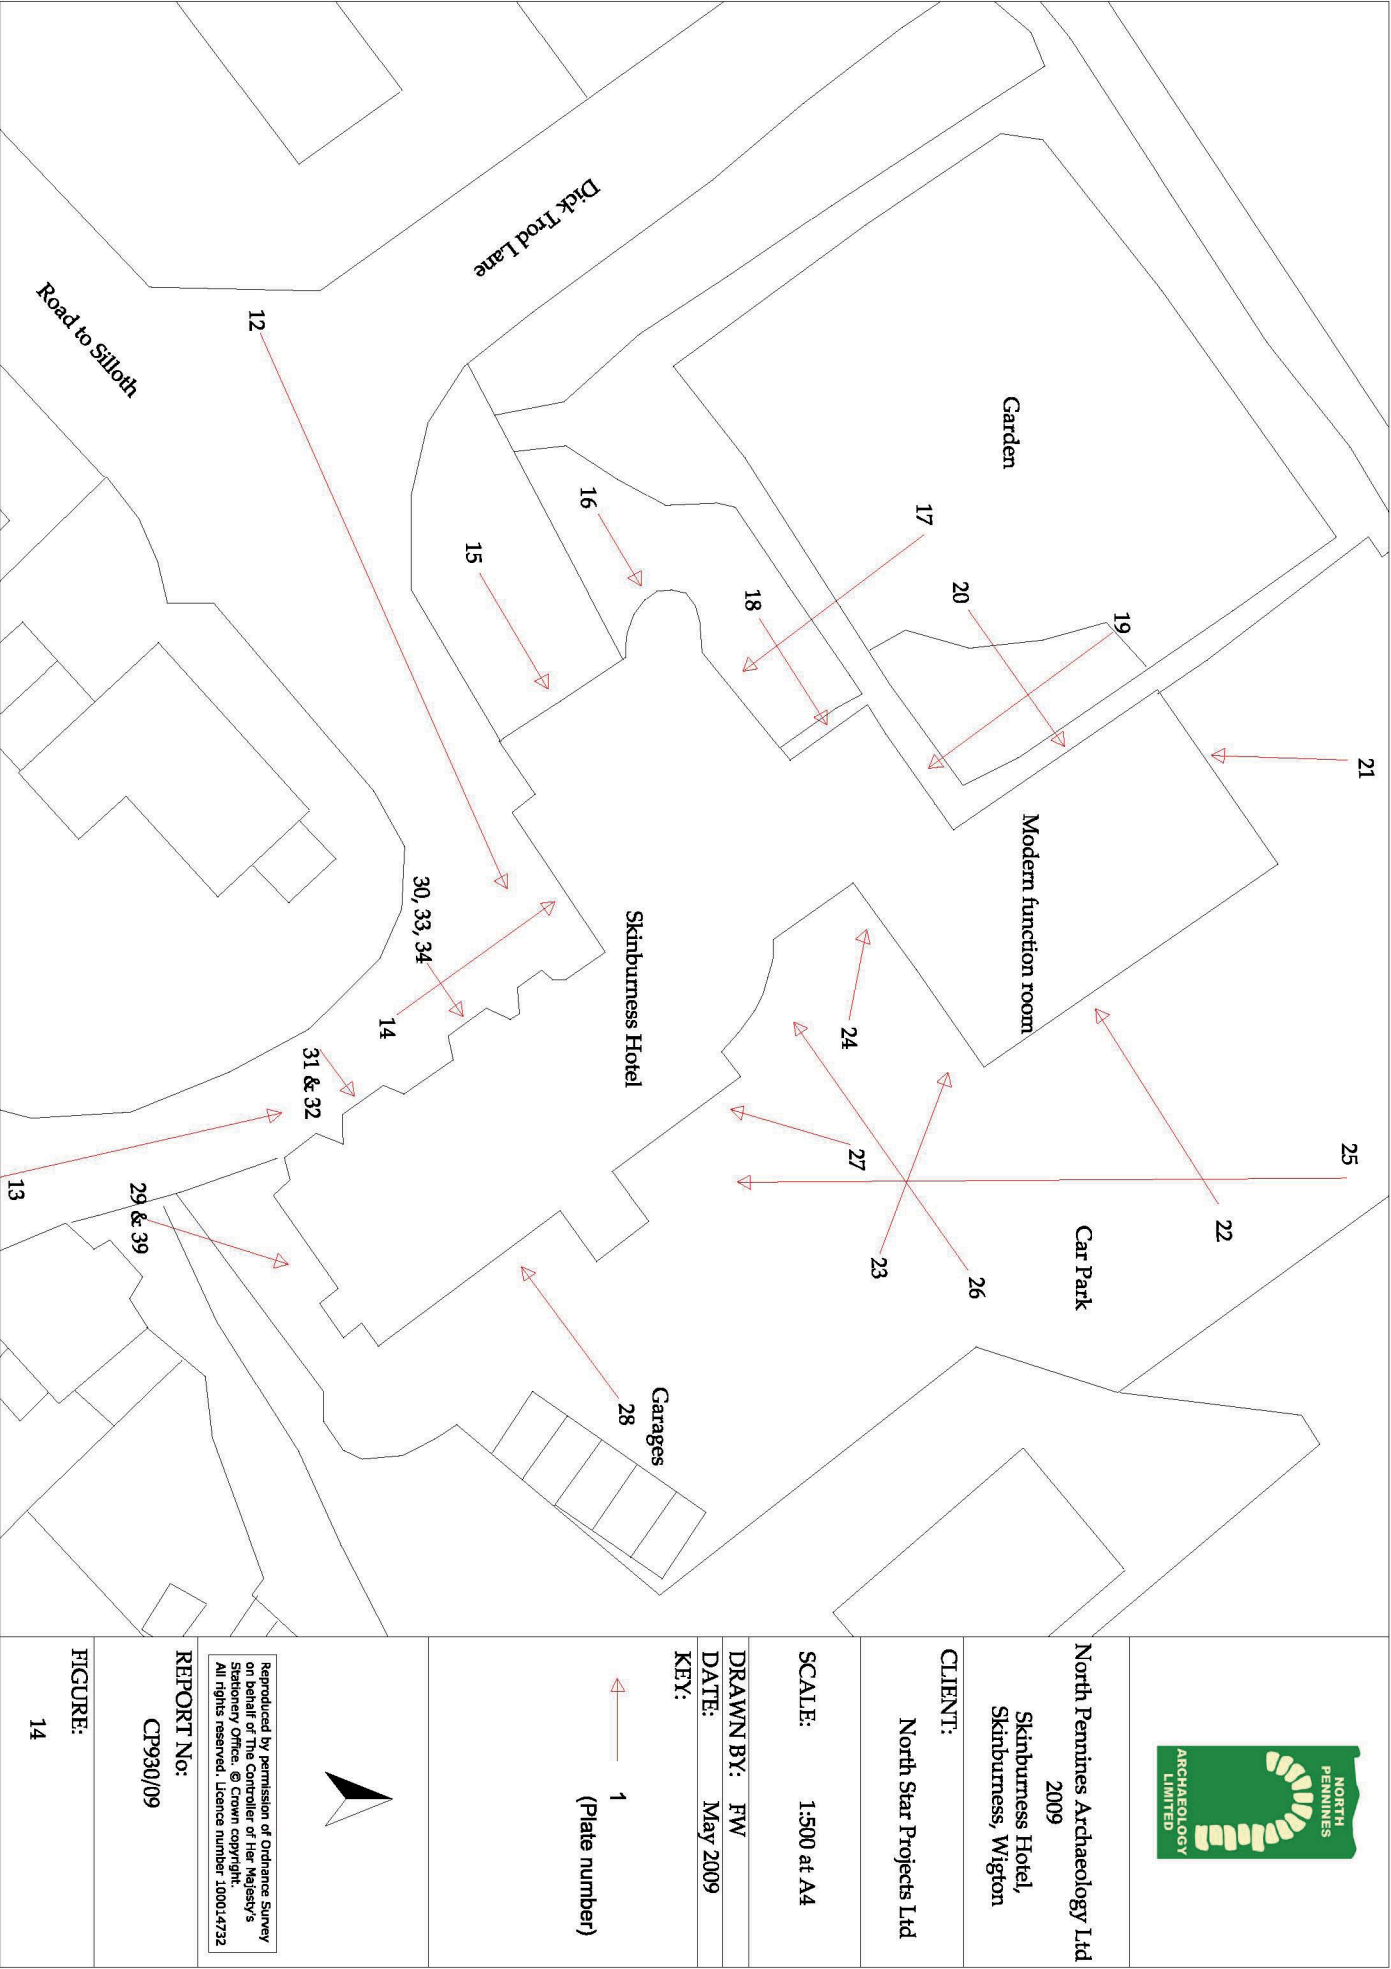 Dick Trod Lane
Road to Silloth
Garden
12
16
15
17
18
20
19
21
Modern function room
Skinburness Hotel
30, 33, 34
14
31 & 32
13
29 & 39
24
27
25
22
23
26
Car Park
28
Garages
NORTH
PENNINES
ARCHAEOLOGY
LIMITED
North Pennines Archaeology Ltd
2009
Skinburness Hotel,
Skinburness, Wigton
CLIENT:
North Star Projects Ltd
SCALE: 1:500 at A4
DRAWN BY: FW
DATE: May 2009
KEY:
1
(Plate number)
Reproduced by permission of Ordnance Survey
on behalf of The Controller of Her Majesty's
Stationery Office. © Crown copyright.
All rights reserved. Licence number 100014732
REPORT No:
CP930/09
FIGURE:
14